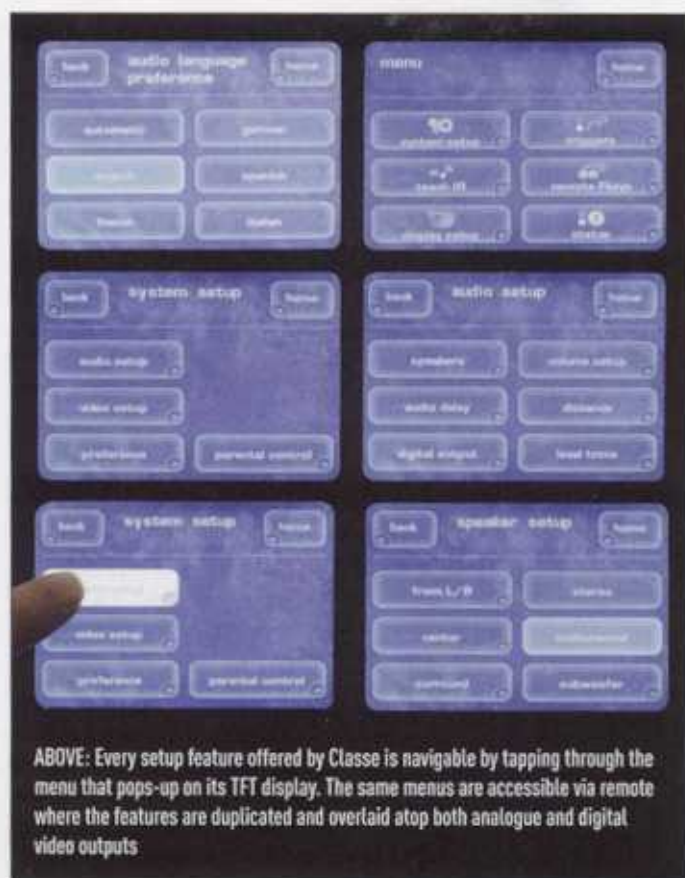 back
audio language
preference
home
automatic
german
spanish
french
italian
menu
home
system setup
triggers
display setup
status
back
system setup
home
audio setup
video setup
preference
parental control
back
audio setup
home
speakers
volume setup
audio delay
distance
digital output
test tones
back
system setup
home
video setup
preference
parental control
back
speaker setup
home
front L/R
stereo
center
surround
subwoofer
ABOVE: Every setup feature offered by Classe is navigable by tapping through the
menu that pops-up on its TFT display. The same menus are accessible via remote
where the features are duplicated and overlaid atop both analogue and digital
video outputs